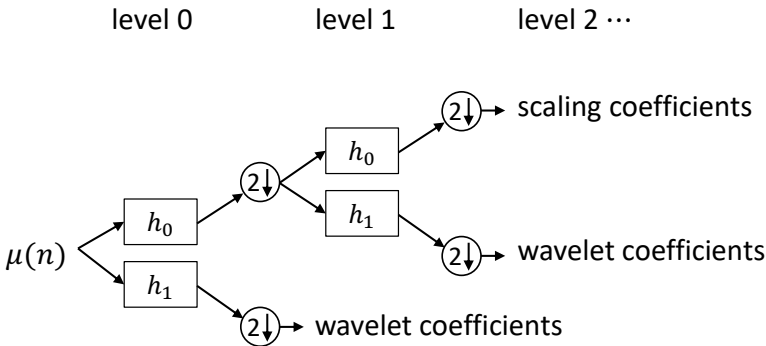 level 0 level 1 level 2 ⋯
2↓ scaling coefficients
h₀
2↓
h₀
h₁
μ(n)
2↓ wavelet coefficients
h₁
2↓ wavelet coefficients